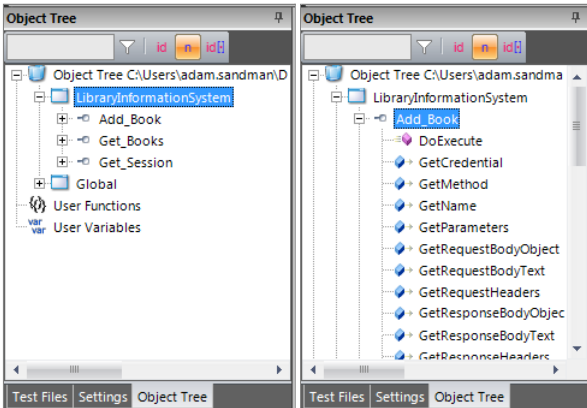 Object Tree
id n id[·]
Object Tree C:\Users\adam.sandman\D
LibraryInformationSystem
Add_Book
Get_Books
Get_Session
Global
User Functions
var var User Variables
Test Files Settings Object Tree
Object Tree
id n id[·]
Object Tree C:\Users\adam.sandma
LibraryInformationSystem
Add_Book
DoExecute
GetCredential
GetMethod
GetName
GetParameters
GetRequestBodyObject
GetRequestBodyText
GetRequestHeaders
GetResponseBodyObjec
GetResponseBodyText
GetResponseHeaders
Test Files Settings Object Tree